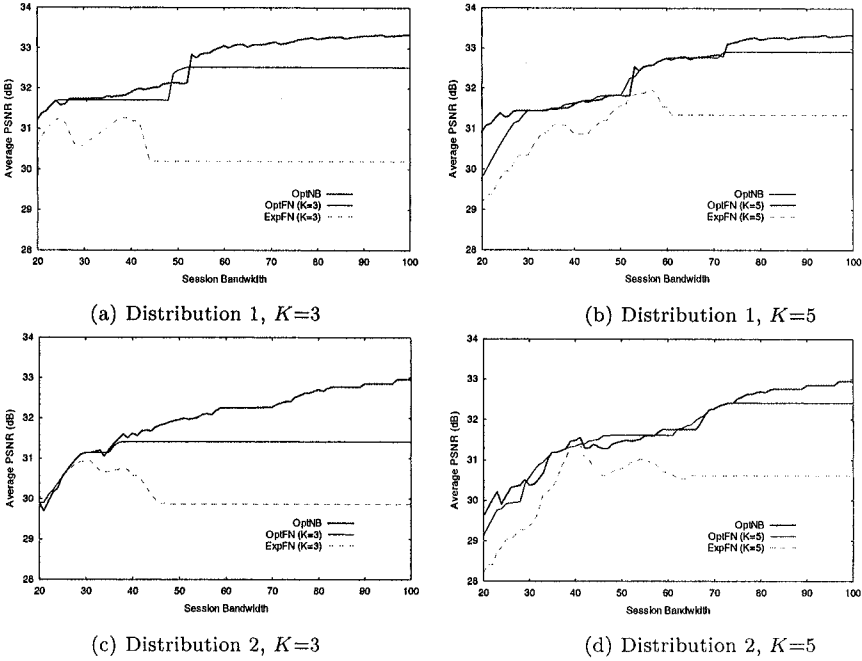 34
33
32
31
30
29
28
Average PSNR (dB)
OptNB
OptFN (K=3)
ExpFN (K=3)
20 30 40 50 60 70 80 90 100
Session Bandwidth
(a) Distribution 1, K=3
34
33
32
31
30
29
28
Average PSNR (dB)
OptNB
OptFN (K=5)
ExpFN (K=5)
20 30 40 50 60 70 80 90 100
Session Bandwidth
(b) Distribution 1, K=5
34
33
32
31
30
29
28
Average PSNR (dB)
OptNB
OptFN (K=3)
ExpFN (K=3)
20 30 40 50 60 70 80 90 100
Session Bandwidth
(c) Distribution 2, K=3
34
33
32
31
30
29
28
Average PSNR (dB)
OptNB
OptFN (K=5)
ExpFN (K=5)
20 30 40 50 60 70 80 90 100
Session Bandwidth
(d) Distribution 2, K=5